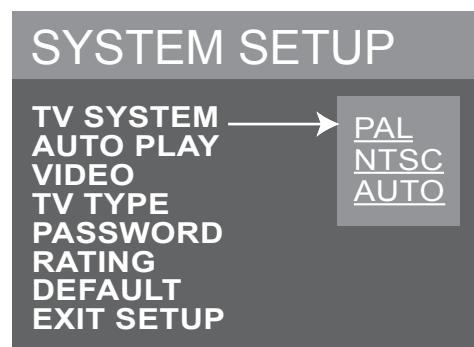 SYSTEM SETUP
TV SYSTEM
AUTO PLAY
VIDEO
TV TYPE
PASSWORD
RATING
DEFAULT
EXIT SETUP
PAL
NTSC
AUTO